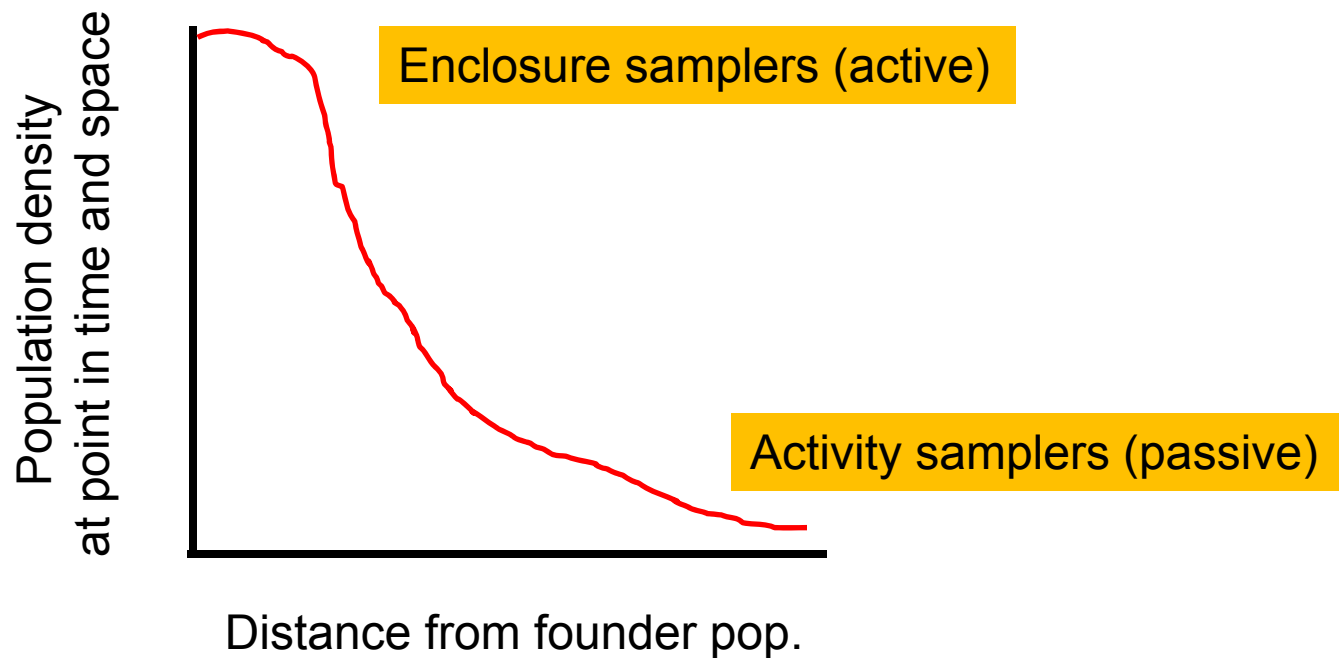 Population density
at point in time and space
Enclosure samplers (active)
Activity samplers (passive)
Distance from founder pop.